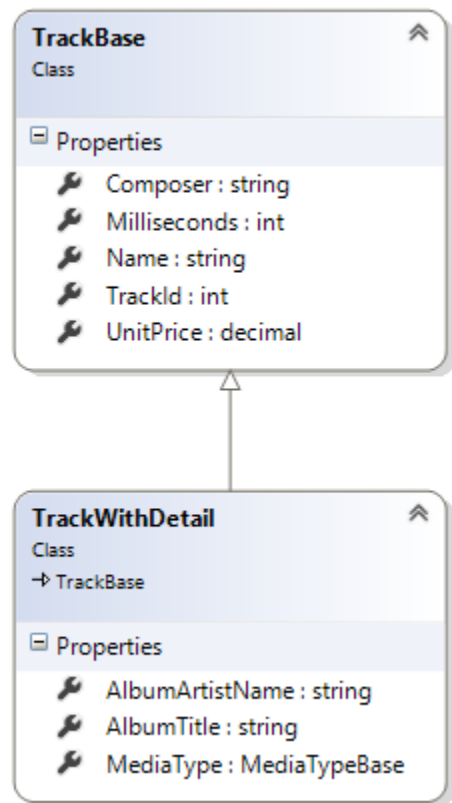 TrackBase
Class
Properties
Composer : string
Milliseconds : int
Name : string
TrackId : int
UnitPrice : decimal
TrackWithDetail
Class
TrackBase
Properties
AlbumArtistName : string
AlbumTitle : string
MediaType : MediaTypeBase